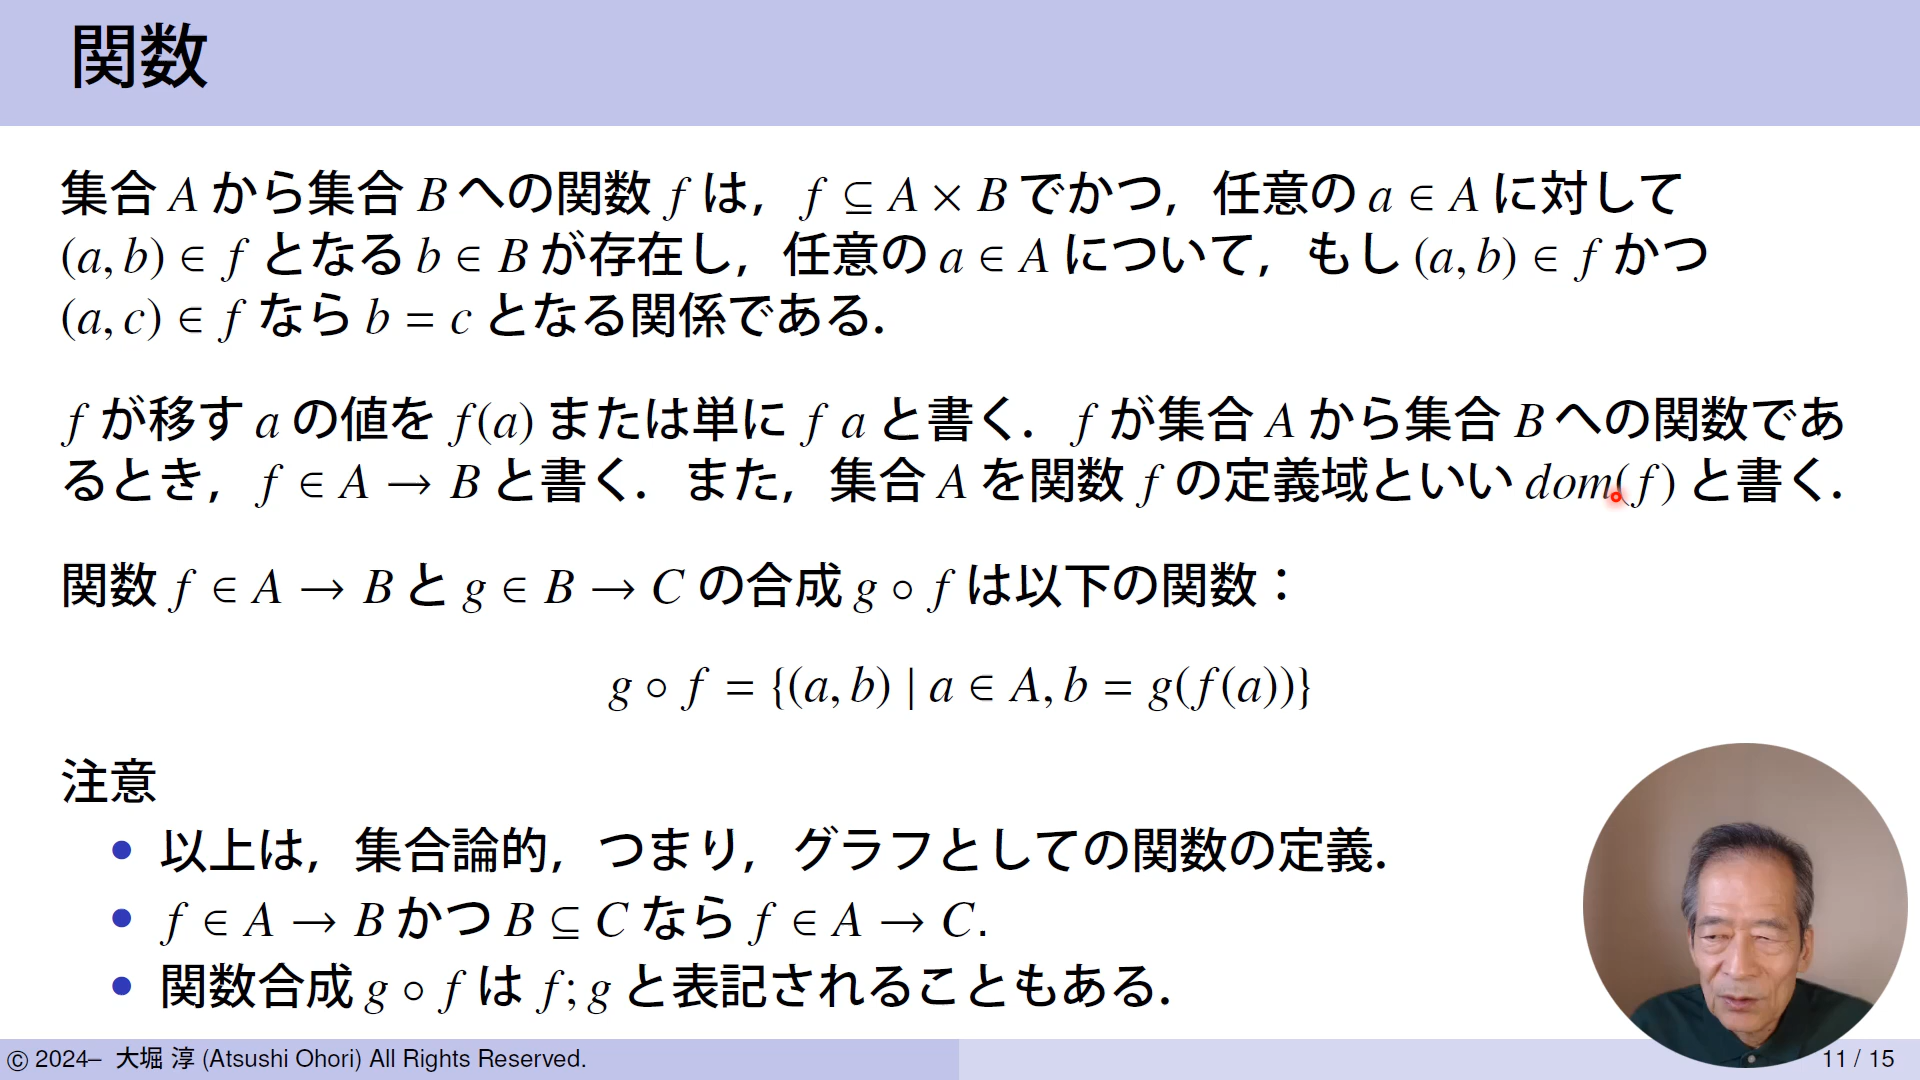 関数
集合 A から集合 B への関数 f は，f ⊆ A × B でかつ，任意の a ∈ A に対して
(a, b) ∈ f となる b ∈ B が存在し，任意の a ∈ A について，もし (a, b) ∈ f かつ
(a, c) ∈ f なら b = c となる関係である．
f が移す a の値を f(a) または単に f a と書く．f が集合 A から集合 B への関数であ
るとき，f ∈ A → B と書く．また，集合 A を関数 f の定義域といい dom(f) と書く．
関数 f ∈ A → B と g ∈ B → C の合成 g ∘ f は以下の関数：
g ∘ f = {(a, b) | a ∈ A, b = g(f(a))}
注意
• 以上は，集合論的，つまり，グラフとしての関数の定義．
• f ∈ A → B かつ B ⊆ C なら f ∈ A → C.
• 関数合成 g ∘ f は f; g と表記されることもある．
© 2024– 大堀 淳 (Atsushi Ohori) All Rights Reserved.
11 / 15